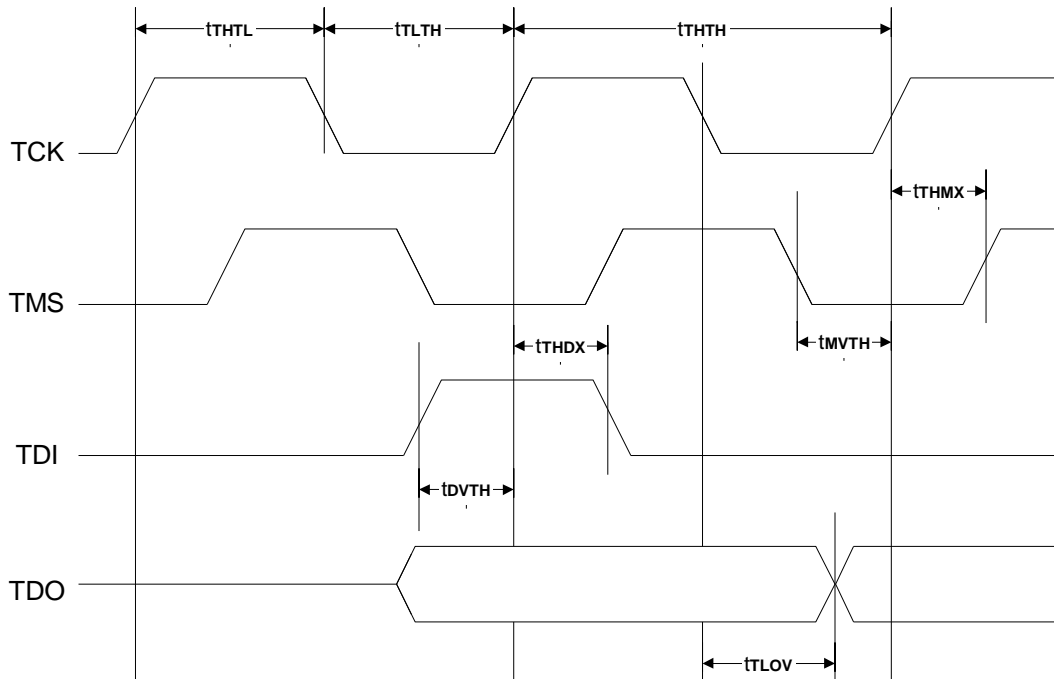 tTHTL tTLTH tTHTH
TCK
tTHMX
TMS
tTHDX tMVTH
TDI
tDVTH
TDO
tTLOV